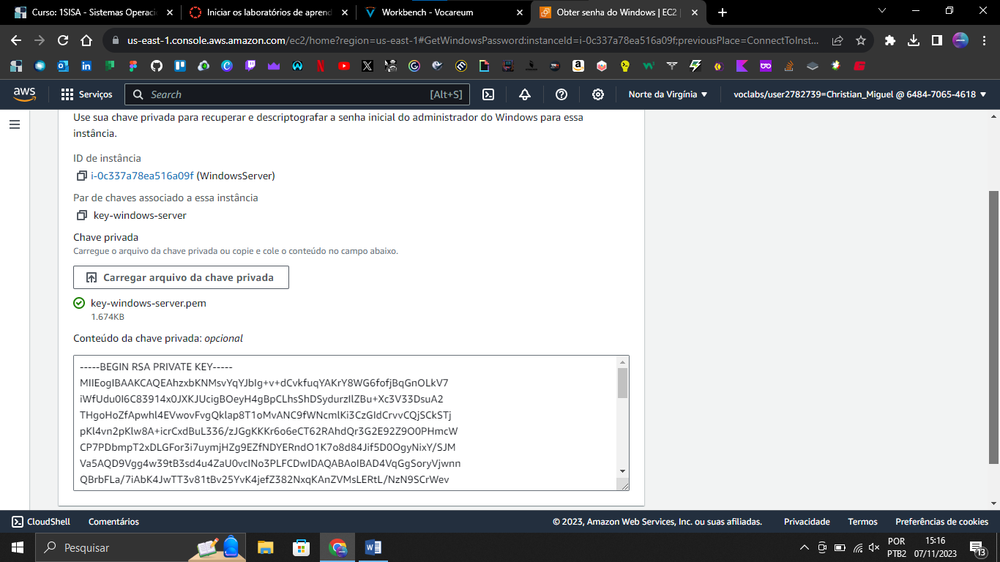 Curso: 1SISA - Sistemas Operaci
Iniciar os laboratórios de aprend
Workbench - Vocareum
Obter senha do Windows | EC2 |
us-east-1.console.aws.amazon.com/ec2/home?region=us-east-1#GetWindowsPassword:instanceId=i-0c337a78ea516a09f;previousPlace=ConnectToInst...
aws
Serviços
Search
[Alt+S]
Norte da Virgínia
voclabs/user2782739=Christian_Miguel @ 6484-7065-4618
Use sua chave privada para recuperar e descriptografar a senha inicial do administrador do Windows para essa
instância.
ID de instância
i-0c337a78ea516a09f (WindowsServer)
Par de chaves associado a essa instância
key-windows-server
Chave privada
Carregue o arquivo da chave privada ou copie e cole o conteúdo no campo abaixo.
Carregar arquivo da chave privada
key-windows-server.pem
1.674KB
Conteúdo da chave privada: opcional
-----BEGIN RSA PRIVATE KEY-----
MIIEogIBAAKCAQEAhzxbKNMsvYqYJbIg+v+dCvkfuqYAKrY8WG6fofjBqGnOLkV7
iWfUdu0I6C83914x0JXKJUcigBOeyH4gBpCLhsShDSydurzIlZBu+Xc3V33DsuA2
THgoHoZfApwhl4EVwovFvgQklap8T1oMvANC9fWNcmlKi3CzGIdCrvvCQjSCkSTj
pKl4vn2pKlw8A+icrCxdBuL336/zJGgKKKr6o6eCT62RAhdQr3G2E92Z9O0PHmcW
CP7PDbmpT2xDLGFor3i7uymjHZg9EZfNDYERndO1K7o8d84Jif5D0OgyNixY/SJM
Va5AQD9Vgg4w39tB3sd4u4ZaU0vcINo3PLFCDwIDAQABAoIBAD4VqGgSoryVjwnn
QBrbFLa/7iAbK4JwTT3v81tBv25YvK4jefZ382NxqKAnZVMsLERtL/NzN9SCrWev
CloudShell
Comentários
© 2023, Amazon Web Services, Inc. ou suas afiliadas.
Privacidade
Termos
Preferências de cookies
Pesquisar
POR
PTB2
15:16
07/11/2023
13